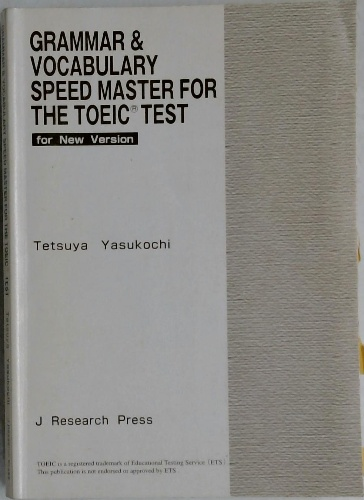 GRAMMAR &
VOCABULARY
SPEED MASTER FOR
THE TOEIC® TEST
for New Version
Tetsuya Yasukochi
J Research Press
TOEIC is a registered trademark of Educational Testing Service (ETS).
This publication is not endorsed or approved by ETS.